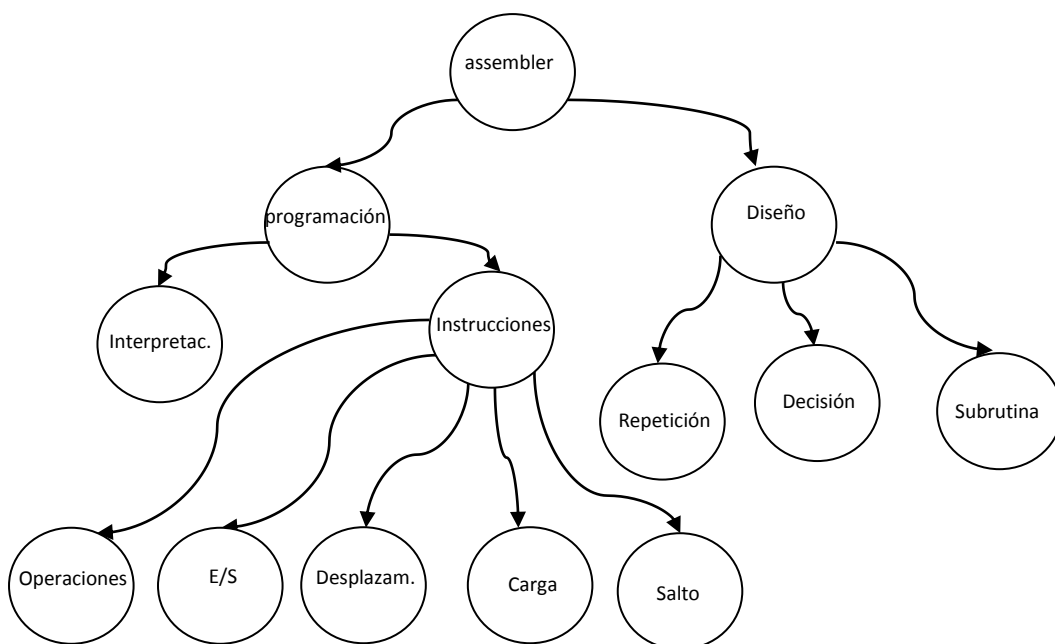 assembler
programación
Diseño
Interpretac.
Instrucciones
Repetición
Decisión
Subrutina
Operaciones
E/S
Desplazam.
Carga
Salto